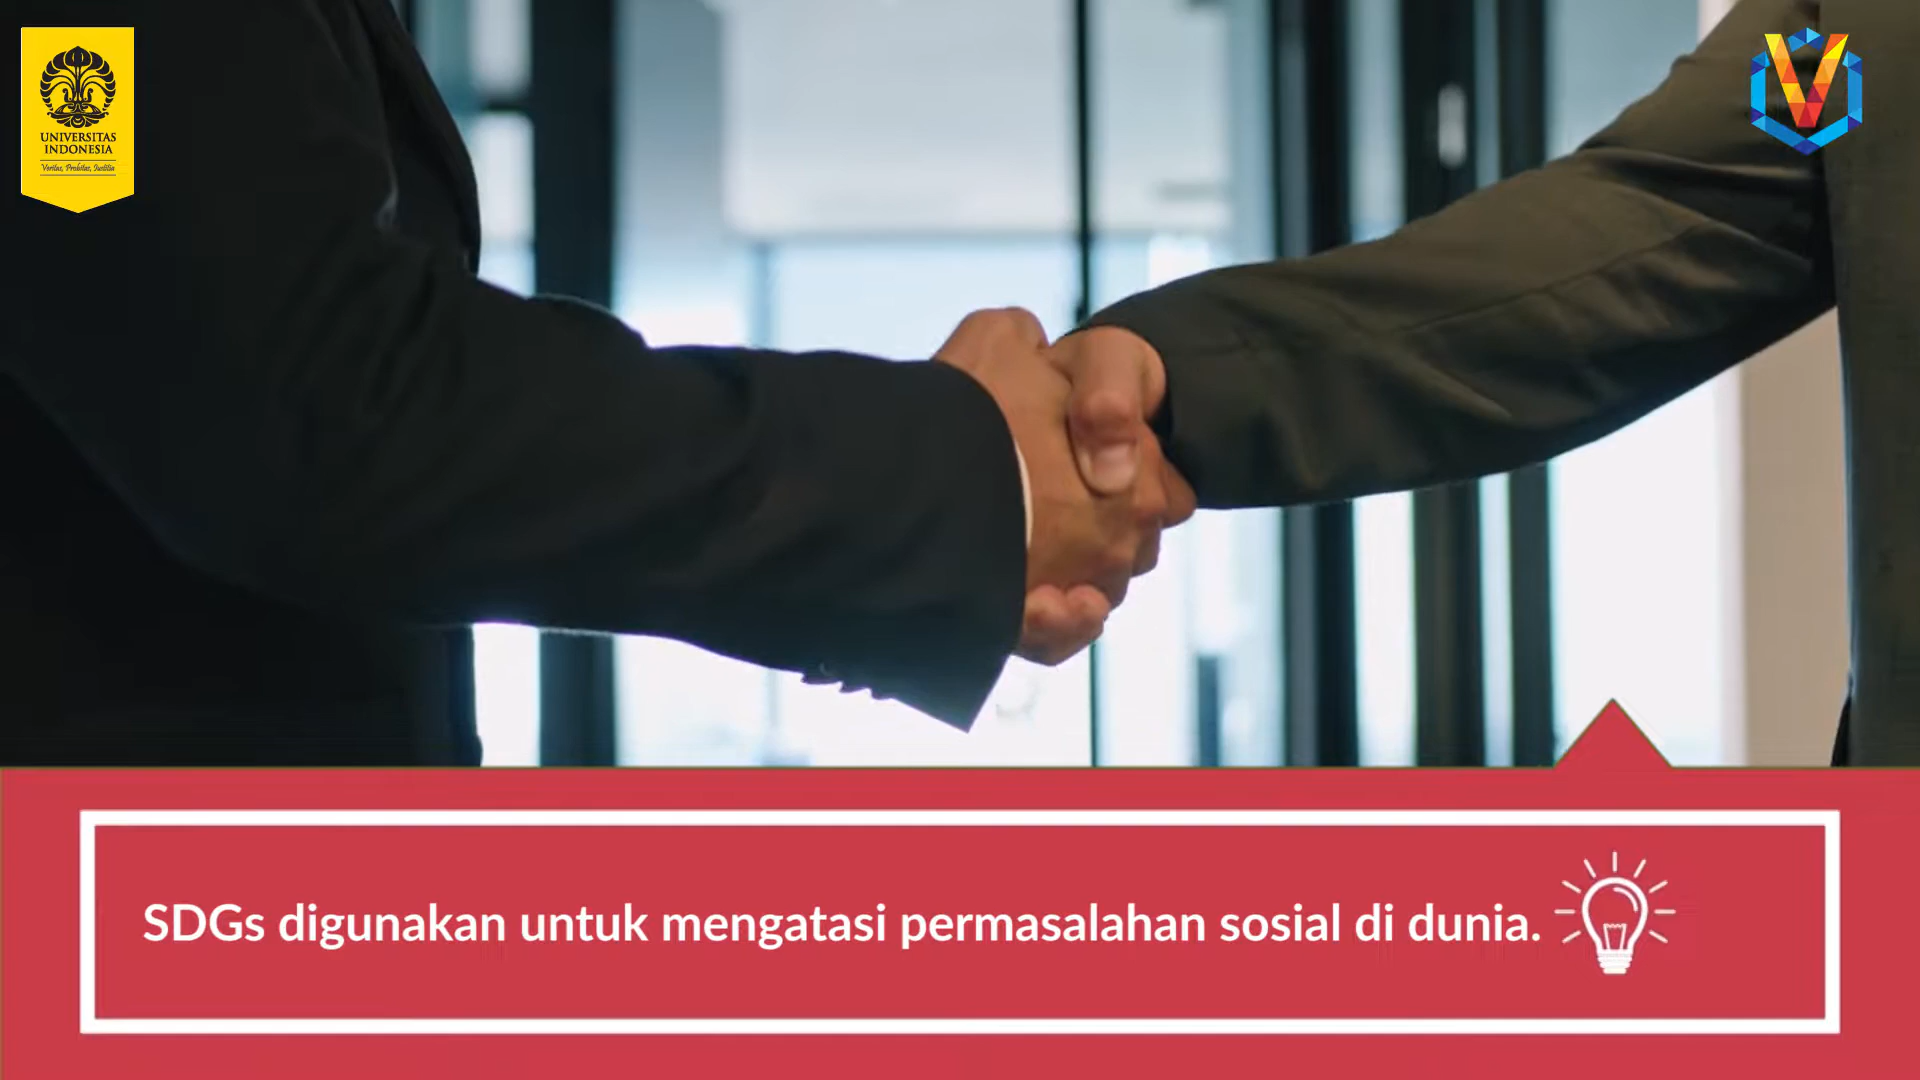 UNIVERSITAS
INDONESIA
Veritas, Probitas, Iustitia
SDGs digunakan untuk mengatasi permasalahan sosial di dunia.